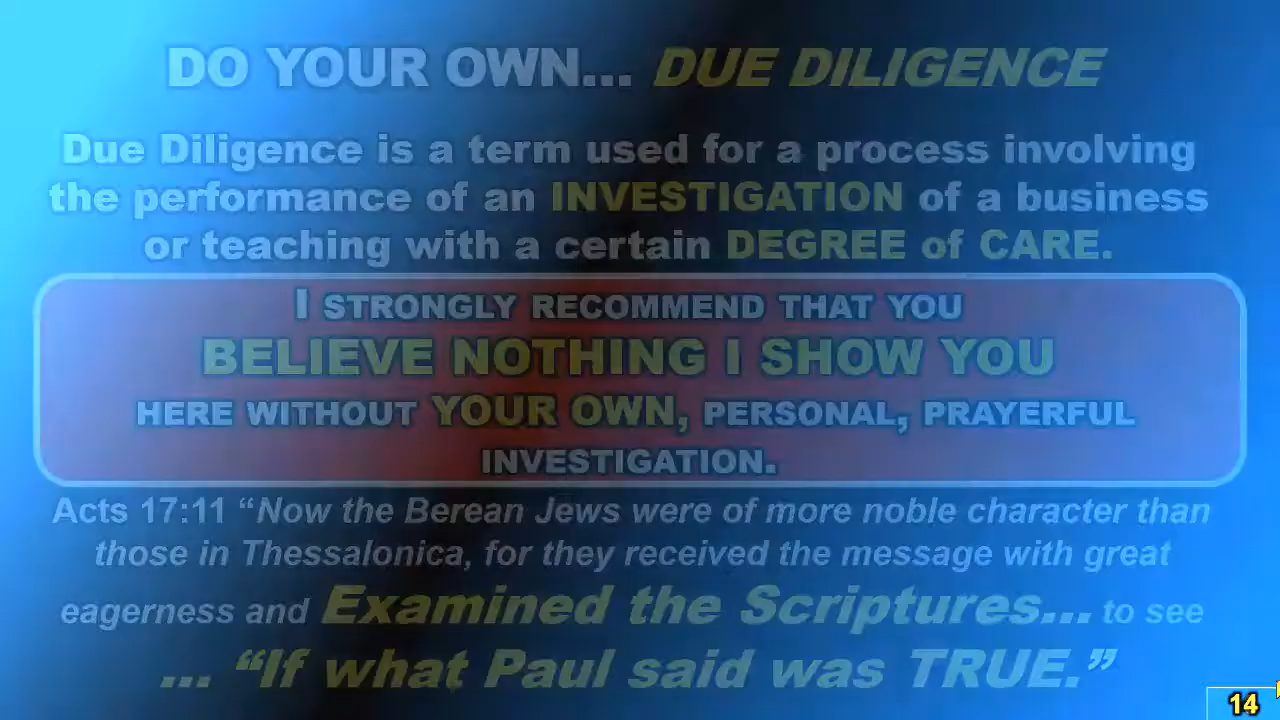 DO YOUR OWN... DUE DILIGENCE
Due Diligence is a term used for a process involving
the performance of an INVESTIGATION of a business
or teaching with a certain DEGREE of CARE.
I STRONGLY RECOMMEND THAT YOU
BELIEVE NOTHING I SHOW YOU
HERE WITHOUT YOUR OWN, PERSONAL, PRAYERFUL
INVESTIGATION.
Acts 17:11 “Now the Berean Jews were of more noble character than
those in Thessalonica, for they received the message with great
eagerness and Examined the Scriptures... to see
... “If what Paul said was TRUE.”
14